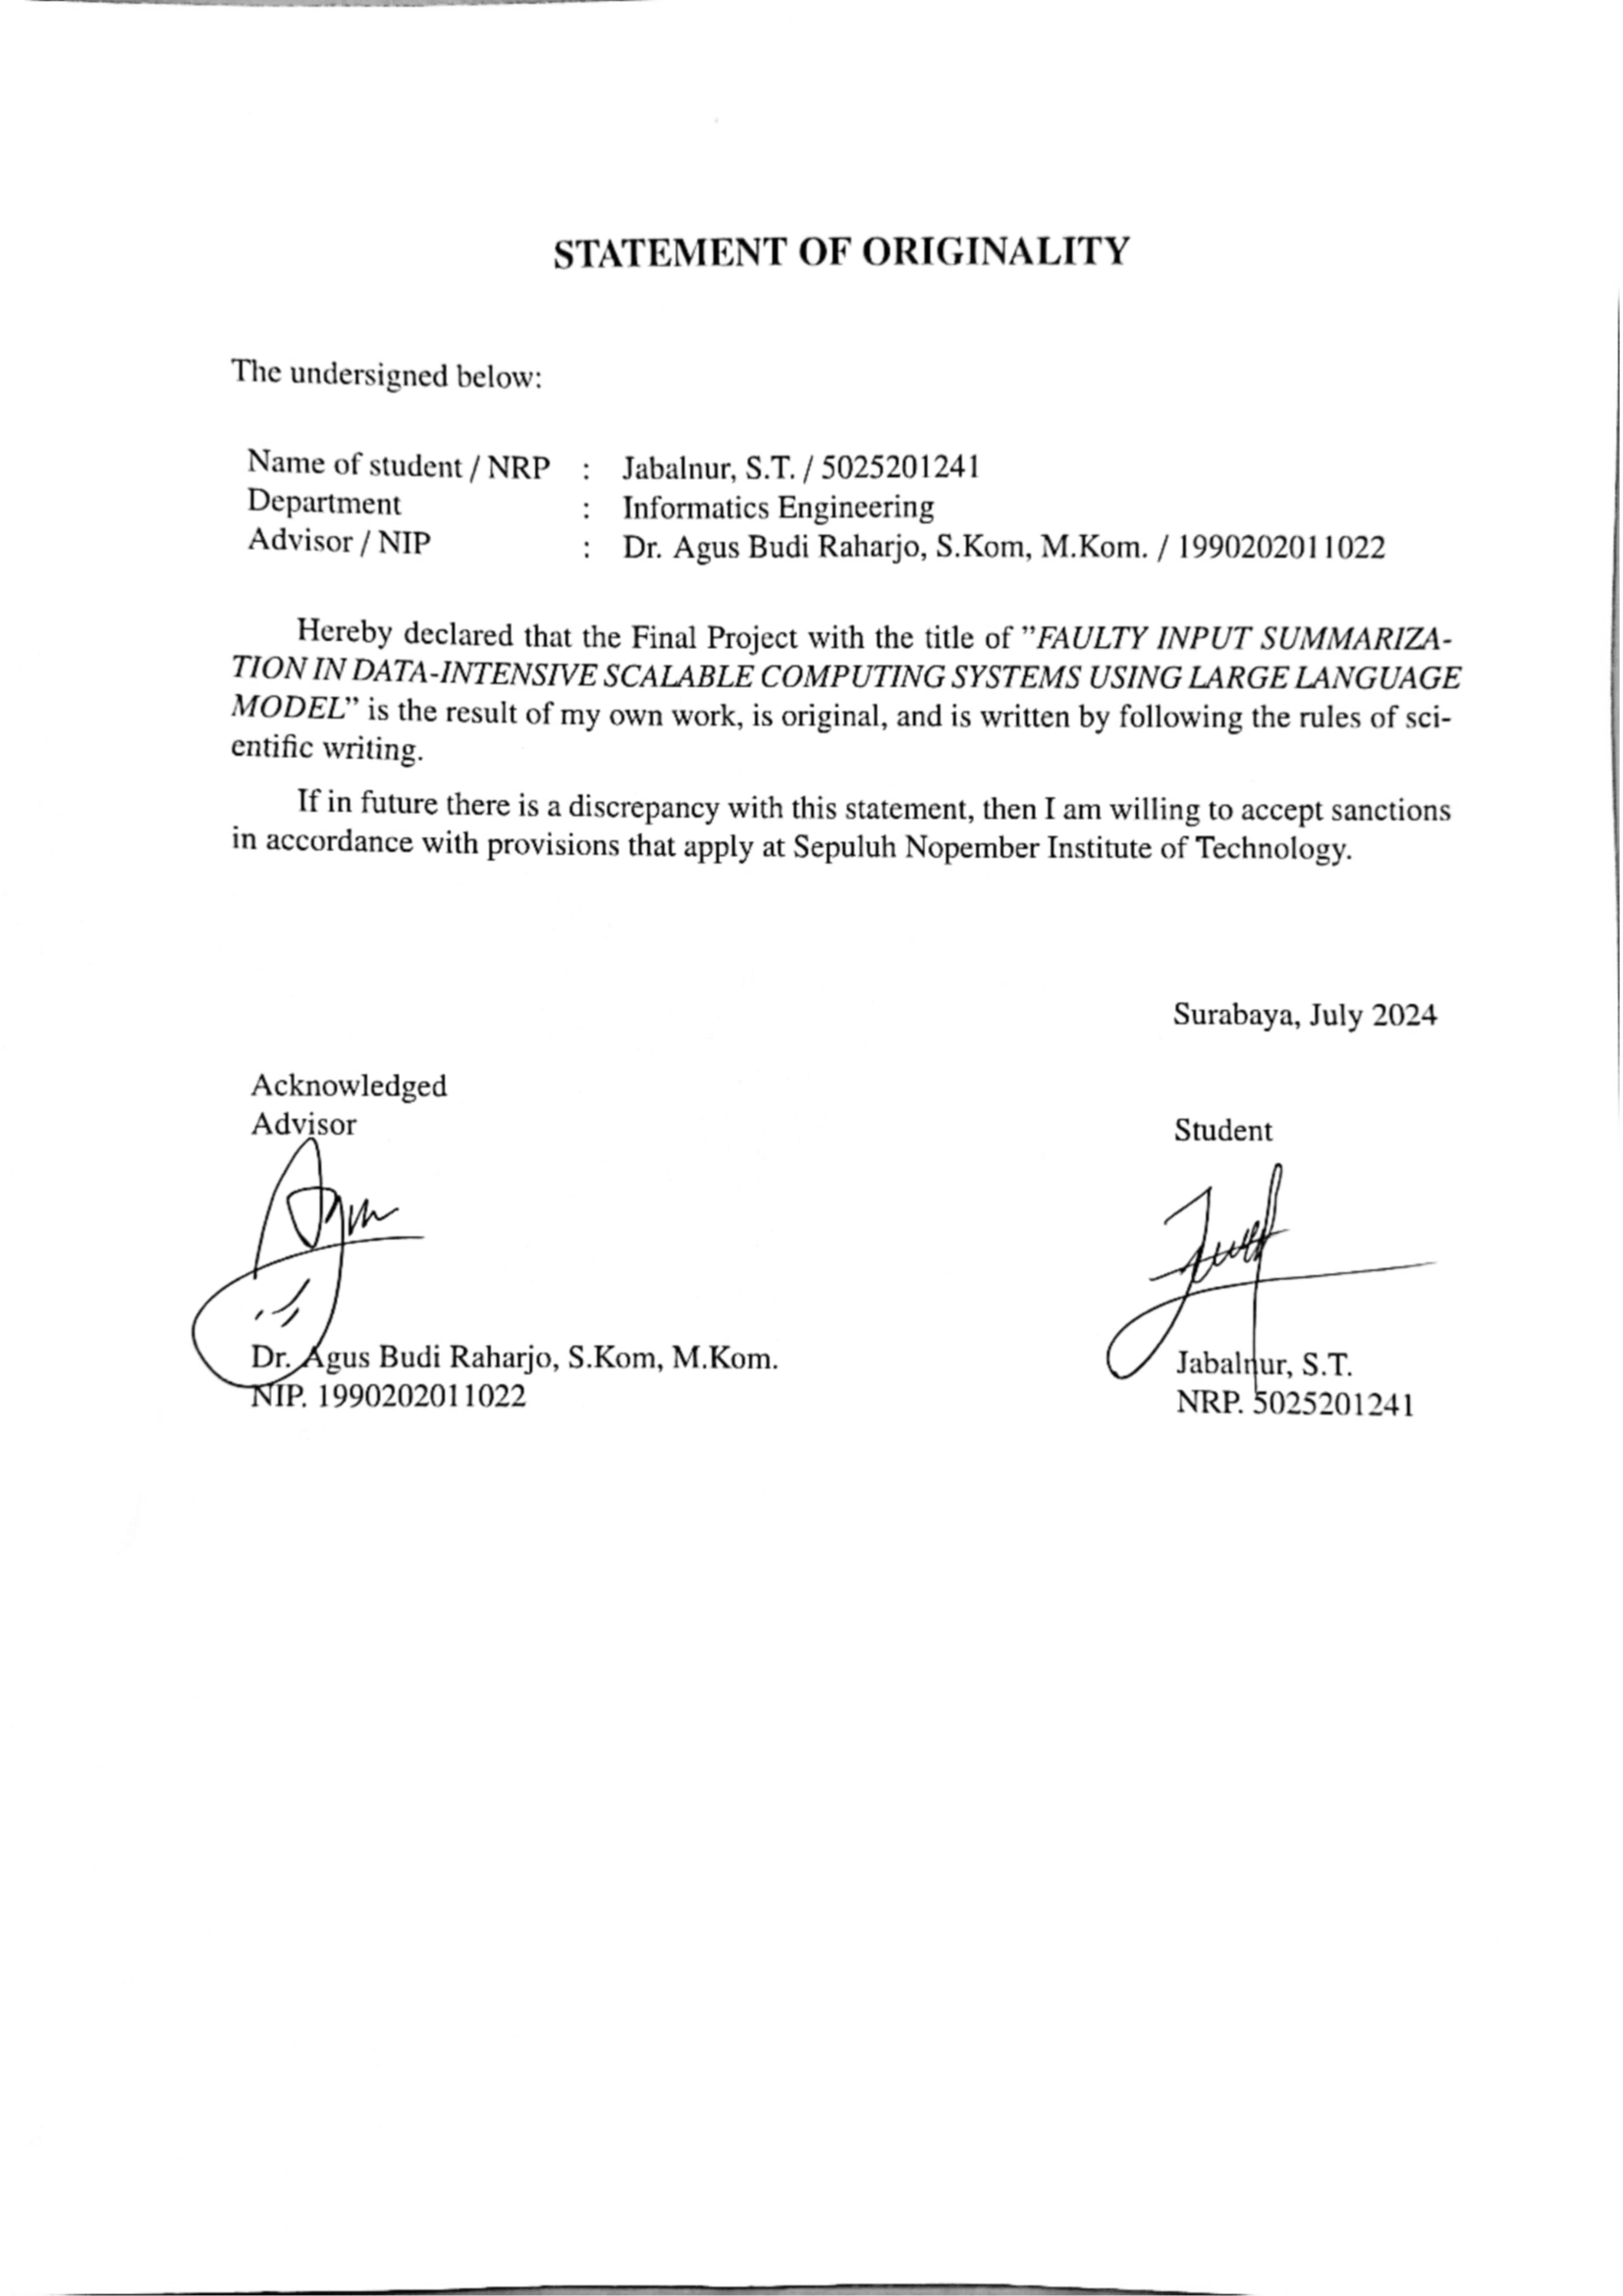 STATEMENT OF ORIGINALITY
The undersigned below:
Name of student / NRP : Jabalnur, S.T. / 5025201241
Department : Informatics Engineering
Advisor / NIP : Dr. Agus Budi Raharjo, S.Kom, M.Kom. / 1990202011022
Hereby declared that the Final Project with the title of ”FAULTY INPUT SUMMARIZA-
TION IN DATA-INTENSIVE SCALABLE COMPUTING SYSTEMS USING LARGE LANGUAGE
MODEL” is the result of my own work, is original, and is written by following the rules of sci-
entific writing.
If in future there is a discrepancy with this statement, then I am willing to accept sanctions
in accordance with provisions that apply at Sepuluh Nopember Institute of Technology.
Surabaya, July 2024
Acknowledged
Advisor
Student
Dr. Agus Budi Raharjo, S.Kom, M.Kom.
NIP. 1990202011022
Jabalnur, S.T.
NRP. 5025201241